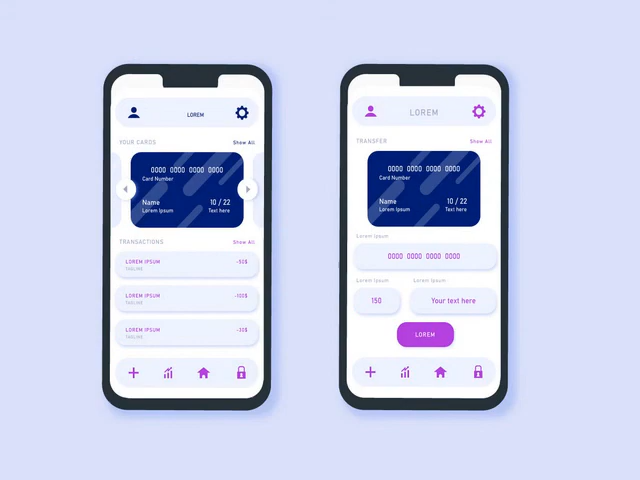 LOREM
YOUR CARDS Show All
0000 0000 0000 0000
Card Number
Name 10 / 22
Lorem Ipsum Text here
TRANSACTIONS Show All
LOREM IPSUM -50$
TAGLINE
LOREM IPSUM -100$
TAGLINE
LOREM IPSUM
TAGLINE
LOREM
TRANSFER Show All
0000 0000 0000 0000
Card Number
Name 10 / 22
Lorem Ipsum Text here
Lorem Ipsum
0000 0000 0000 0000
Lorem Ipsum Lorem Ipsum
150 Your text here
LOREM